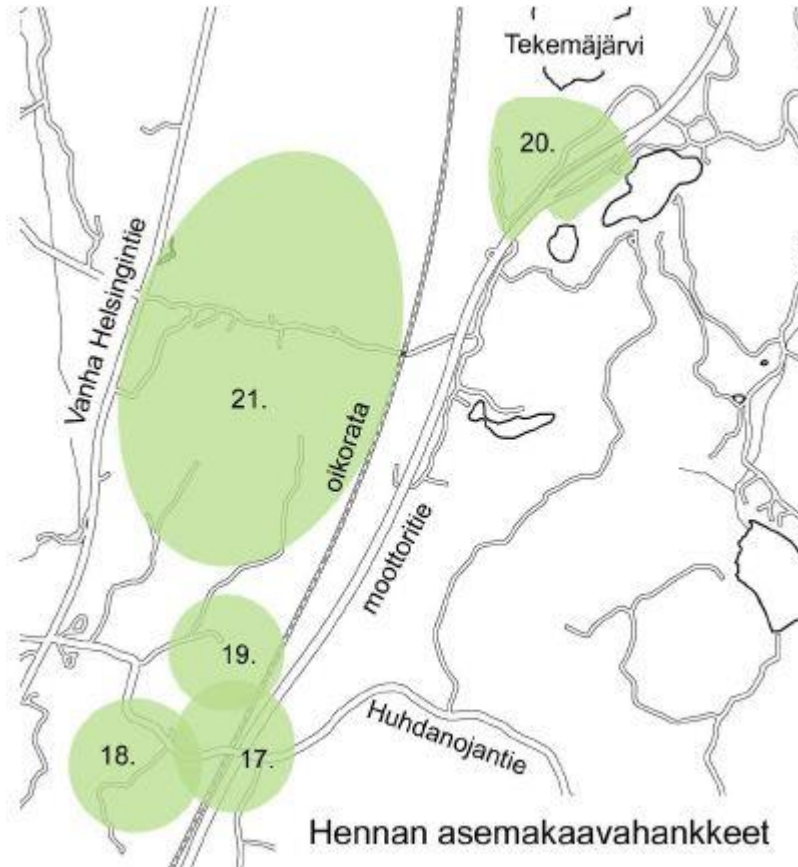 Tekemäjärvi
20.
Vanha Helsingintie
21.
oikorata
moottoritie
19.
18.
17.
Huhdanojantie
Hennan asemakaavahankkeet